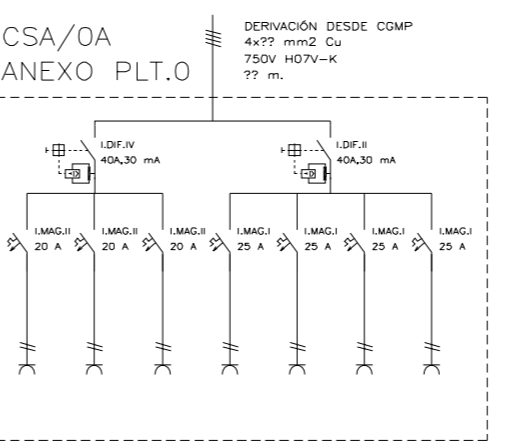 CSA/0A
ANEXO PLT.0
DERIVACIÓN DESDE CGMP
4x?? mm2 Cu
750V H07V-K
?? m.
I.DIF.IV
40A,30 mA
I.DIF.II
40A,30 mA
I.MAG.II
20 A
I.MAG.II
20 A
I.MAG.II
20 A
I.MAG.I
25 A
I.MAG.I
25 A
I.MAG.I
25 A
I.MAG.I
25 A